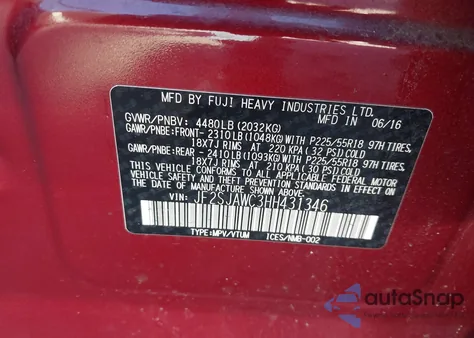 MFD BY FUJI HEAVY INDUSTRIES LTD.
GVWR/PNBV: 4480LB (2032KG) IN 06/16
GAWR/PNBE: FRONT- 2310LB (1048KG) WITH P225/55R18 97H TIRES,
18X7J RIMS AT 220 KPA (32 PSI) COLD
GAWR/PNBE: REAR- 2410LB (1093KG) WITH P225/55R18 97H TIRES,
18X7J RIMS AT 210 KPA (30 PSI) COLD
THIS VEHICLE CONFORMS TO ALL APPLICABLE FEDERAL MOTOR
VEHICLE SAFETY AND THEFT PREVENTION STANDARDS IN EFFECT
ON THE DATE OF MANUFACTURE SHOWN ABOVE.
VIN: JF2SJAWC3HH431346
TYPE:MPV/VTUM ICES/NMB-002
autoSnap